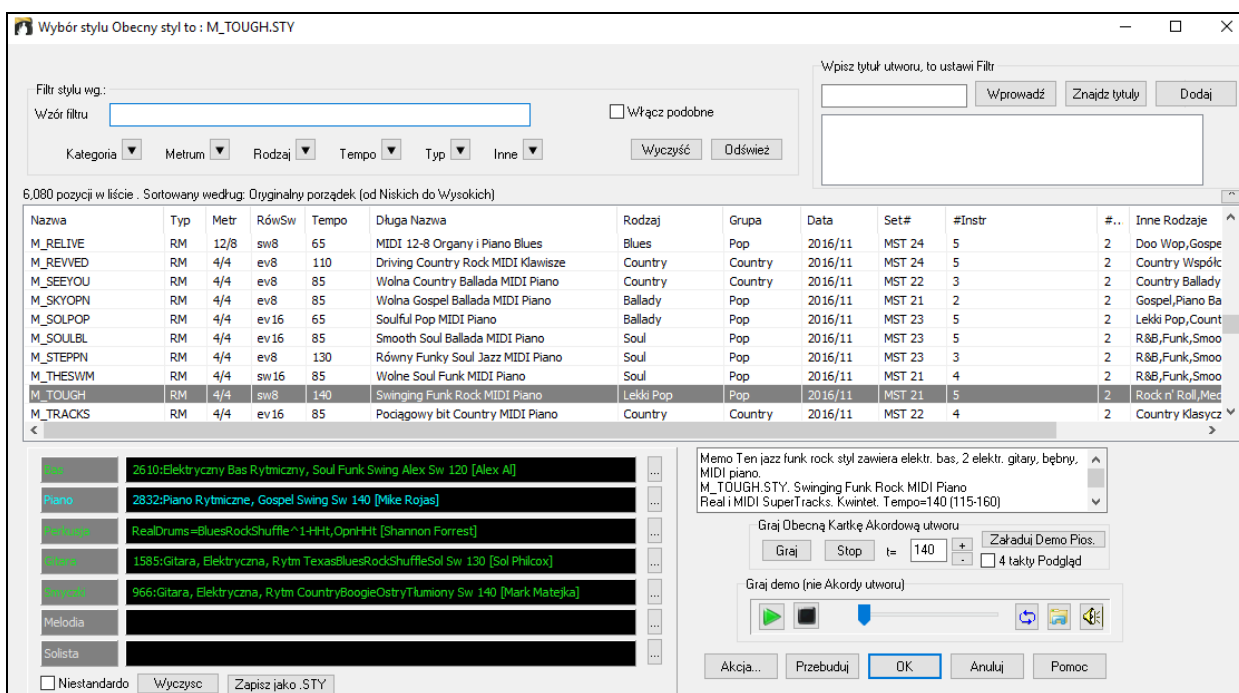 Wybór stylu Obecny styl to : M_TOUGH.STY
Wpisz tytuł utworu, to ustawi Filtr
Wprowadź Znajdz tytuly Dodaj
Filtr stylu wg.:
Wzór filtru Włącz podobne
Kategoria Metrum Rodzaj Tempo Typ Inne Wyczyść Odśwież
6,080 pozycji w liście . Sortowany według: Oryginalny porządek (od Niskich do Wysokich)
Nazwa Typ Metr RówSw Tempo Długa Nazwa Rodzaj Grupa Data Set# #Instr #... Inne Rodzaje
M_RELIVE RM 12/8 sw8 65 MIDI 12-8 Organy i Piano Blues Blues Pop 2016/11 MST 24 5 2 Doo Wop,Gospe
M_REVVED RM 4/4 ev8 110 Driving Country Rock MIDI Klawisze Country Country 2016/11 MST 24 5 2 Country Współc
M_SEEYOU RM 4/4 ev8 85 Wolna Country Ballada MIDI Piano Country Country 2016/11 MST 22 3 2 Country Ballady
M_SKYOPN RM 4/4 ev8 85 Wolna Gospel Ballada MIDI Piano Ballady Pop 2016/11 MST 21 2 2 Gospel,Piano Ba
M_SOLPOP RM 4/4 ev16 65 Soulful Pop MIDI Piano Ballady Pop 2016/11 MST 23 5 2 Lekki Pop,Count
M_SOULBL RM 4/4 ev16 85 Smooth Soul Ballada MIDI Piano Soul Pop 2016/11 MST 23 5 2 R&B,Funk,Smoo
M_STEPPN RM 4/4 ev8 130 Równy Funky Soul Jazz MIDI Piano Soul Pop 2016/11 MST 23 3 2 R&B,Funk,Smoo
M_THESWM RM 4/4 sw16 85 Wolne Soul Funk MIDI Piano Soul Pop 2016/11 MST 21 4 2 R&B,Funk,Smoo
M_TOUGH RM 4/4 sw8 140 Swinging Funk Rock MIDI Piano Lekki Pop Pop 2016/11 MST 21 5 2 Rock n' Roll,Med
M_TRACKS RM 4/4 ev16 85 Pociągowy bit Country MIDI Piano Country Country 2016/11 MST 22 4 2 Country Klasycz
Bas 2610:Elektryczny Bas Rytmiczny, Soul Funk Swing Alex Sw 120 [Alex Al] ...
Piano 2832:Piano Rytmiczne, Gospel Swing Sw 140 [Mike Rojas] ...
Perkusja RealDrums=BluesRockShuffle^1-HHt,OpnHHt [Shannon Forrest] ...
Gitara 1585:Gitara, Elektryczna, Rytm TexasBluesRockShuffleSol Sw 130 [Sol Philcox] ...
Smyczki 966:Gitara, Elektryczna, Rytm CountryBoogieOstryTłumiony Sw 140 [Mark Matejka] ...
Melodia ...
Solista ...
Niestandardo Wyczysc Zapisz jako .STY
Memo Ten jazz funk rock styl zawiera elektr. bas, 2 elektr. gitary, bębny,
MIDI piano.
M_TOUGH.STY. Swinging Funk Rock MIDI Piano
Real i MIDI SuperTracks. Kwintet. Tempo=140 (115-160)
Graj Obecną Kartkę Akordową utworu
Graj Stop t= 140 + - Załaduj Demo Pios.
4 takty Podgląd
Graj demo (nie Akordy utworu)
Akcja... Przebuduj OK Anuluj Pomoc